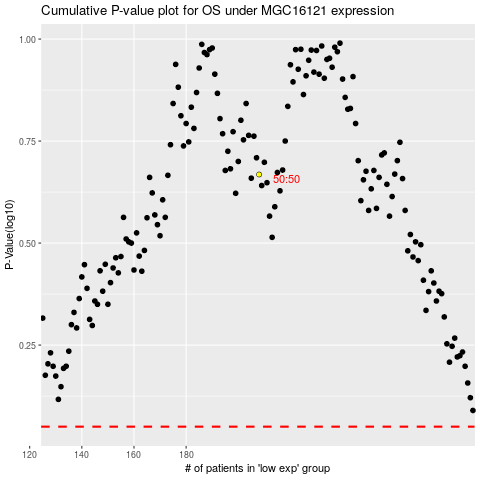 Cumulative P-value plot for OS under MGC16121 expression
1.00
0.75
0.50
0.25
P-Value(log10)
50:50
120 140 160 180
# of patients in 'low exp' group